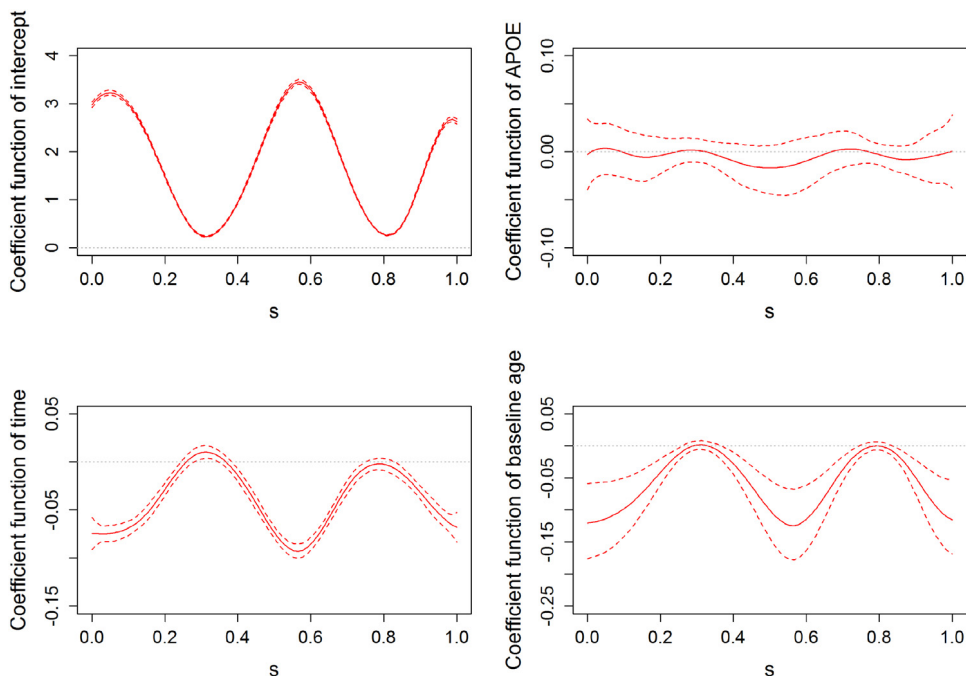 Coefficient function of intercept
4
3
2
1
0
0.0 0.2 0.4 0.6 0.8 1.0
s
Coefficient function of APOE
0.10
0.00
-0.10
0.0 0.2 0.4 0.6 0.8 1.0
s
Coefficient function of time
0.05
-0.05
-0.15
0.0 0.2 0.4 0.6 0.8 1.0
s
Coefficient function of baseline age
0.05
-0.05
-0.15
-0.25
0.0 0.2 0.4 0.6 0.8 1.0
s